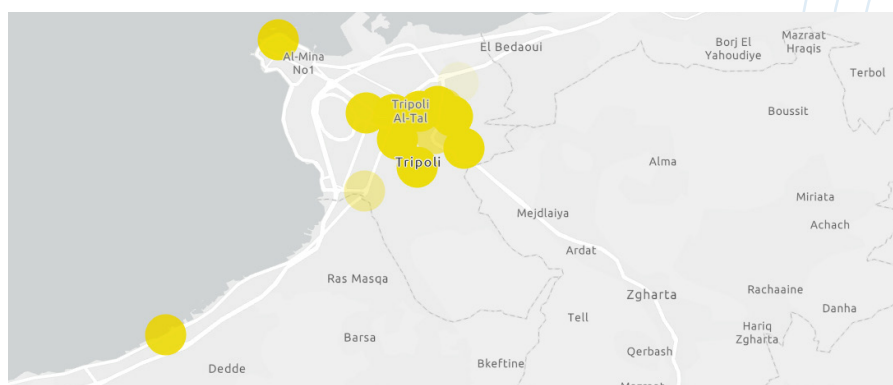 El Bedaoui
Borj El
Yahoudiye
Mazraat
Hraqis
Al-Mina
No1
Terbol
Tripoli
Al-Tal
Boussit
Tripoli
Alma
Miriata
Mejdlaiya
Achach
Ardat
Ras Masqa
Zgharta
Rachaaine
Danha
Tell
Hariq
Zgharta
Barsa
Qerbash
Dedde
Bkeftine